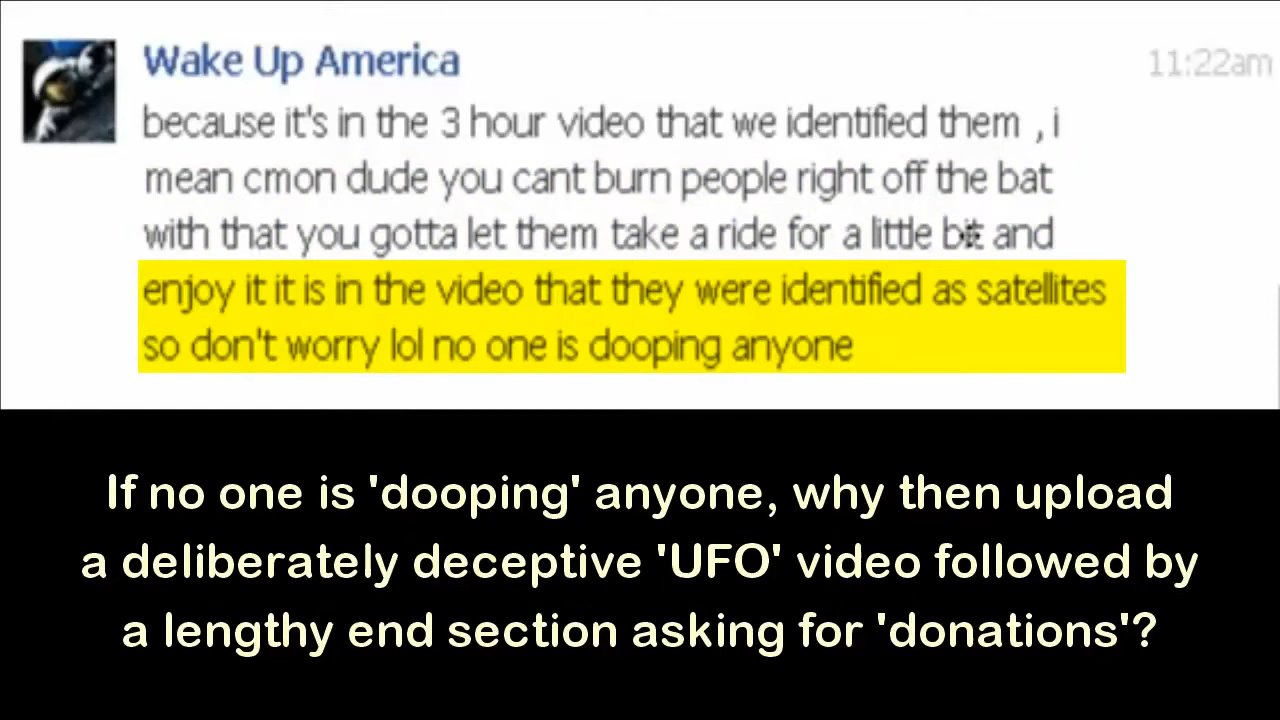 Wake Up America
11:22am
because it's in the 3 hour video that we identified them , i
mean cmon dude you cant burn people right off the bat
with that you gotta let them take a ride for a little bit and
enjoy it it is in the video that they were identified as satellites
so don't worry lol no one is dooping anyone
If no one is 'dooping' anyone, why then upload
a deliberately deceptive 'UFO' video followed by
a lengthy end section asking for 'donations'?